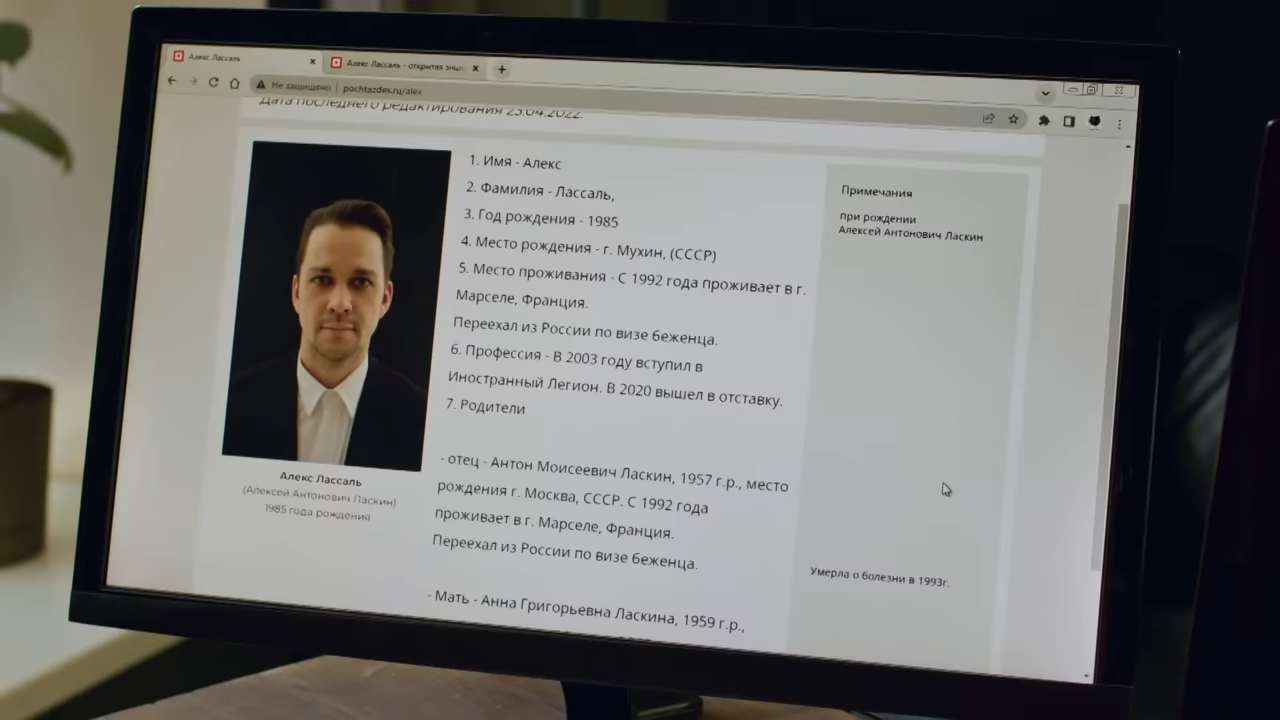 Алекс Лассаль
Алекс Лассаль - открытая энци
Не защищено
pochtazdes.ru/alex
Дата последнего редактирования 23.04.2022.
1. Имя - Алекс
2. Фамилия - Лассаль,
3. Год рождения - 1985
4. Место рождения - г. Мухин, (СССР)
5. Место проживания - С 1992 года проживает в г.
Марселе, Франция.
Переехал из России по визе беженца.
6. Профессия - В 2003 году вступил в
Иностранный Легион. В 2020 вышел в отставку.
7. Родители
- отец - Антон Моисеевич Ласкин, 1957 г.р., место
рождения г. Москва, СССР. С 1992 года
проживает в г. Марселе, Франция.
Переехал из России по визе беженца.
- Мать - Анна Григорьевна Ласкина, 1959 г.р.,
Алекс Лассаль
(Алексей Антонович Ласкин)
1985 года рождения
Примечания
при рождении
Алексей Антонович Ласкин
Умерла о болезни в 1993г.